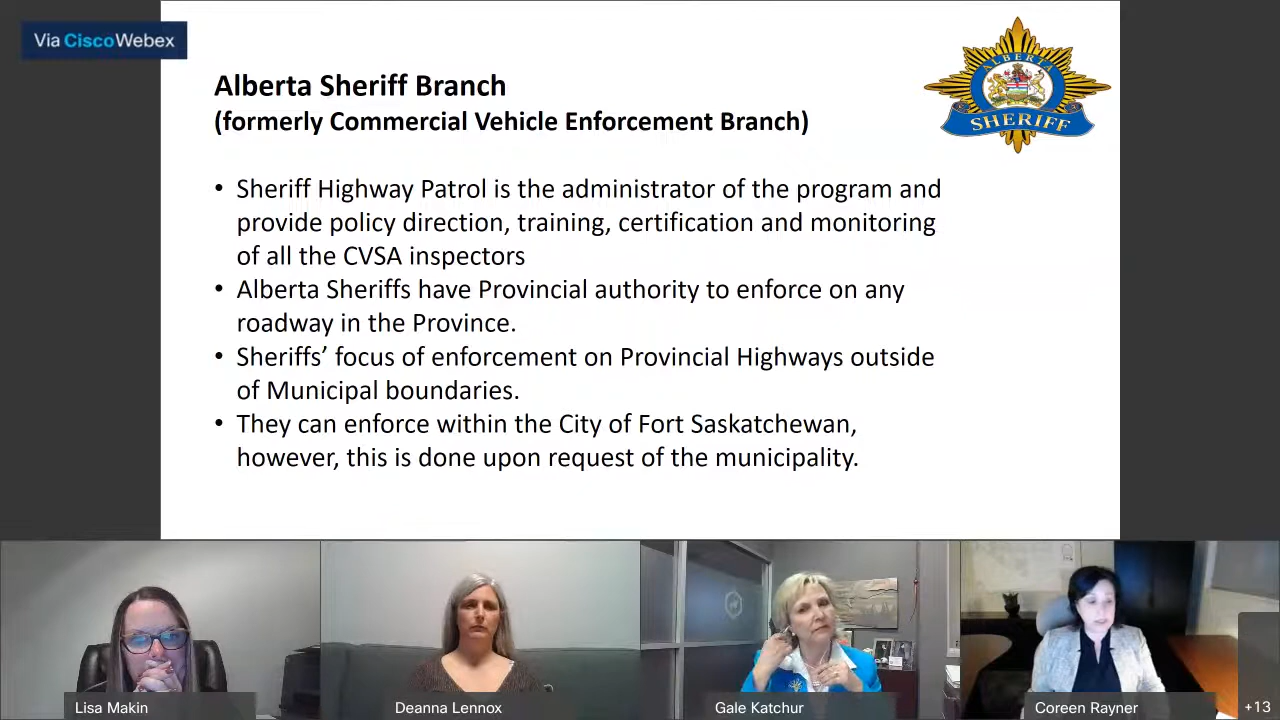 Via Cisco Webex
Alberta Sheriff Branch
(formerly Commercial Vehicle Enforcement Branch)
ALBERTA
SHERIFF
• Sheriff Highway Patrol is the administrator of the program and
provide policy direction, training, certification and monitoring
of all the CVSA inspectors
• Alberta Sheriffs have Provincial authority to enforce on any
roadway in the Province.
• Sheriffs’ focus of enforcement on Provincial Highways outside
of Municipal boundaries.
• They can enforce within the City of Fort Saskatchewan,
however, this is done upon request of the municipality.
Lisa Makin
Deanna Lennox
Gale Katchur
Coreen Rayner
+13